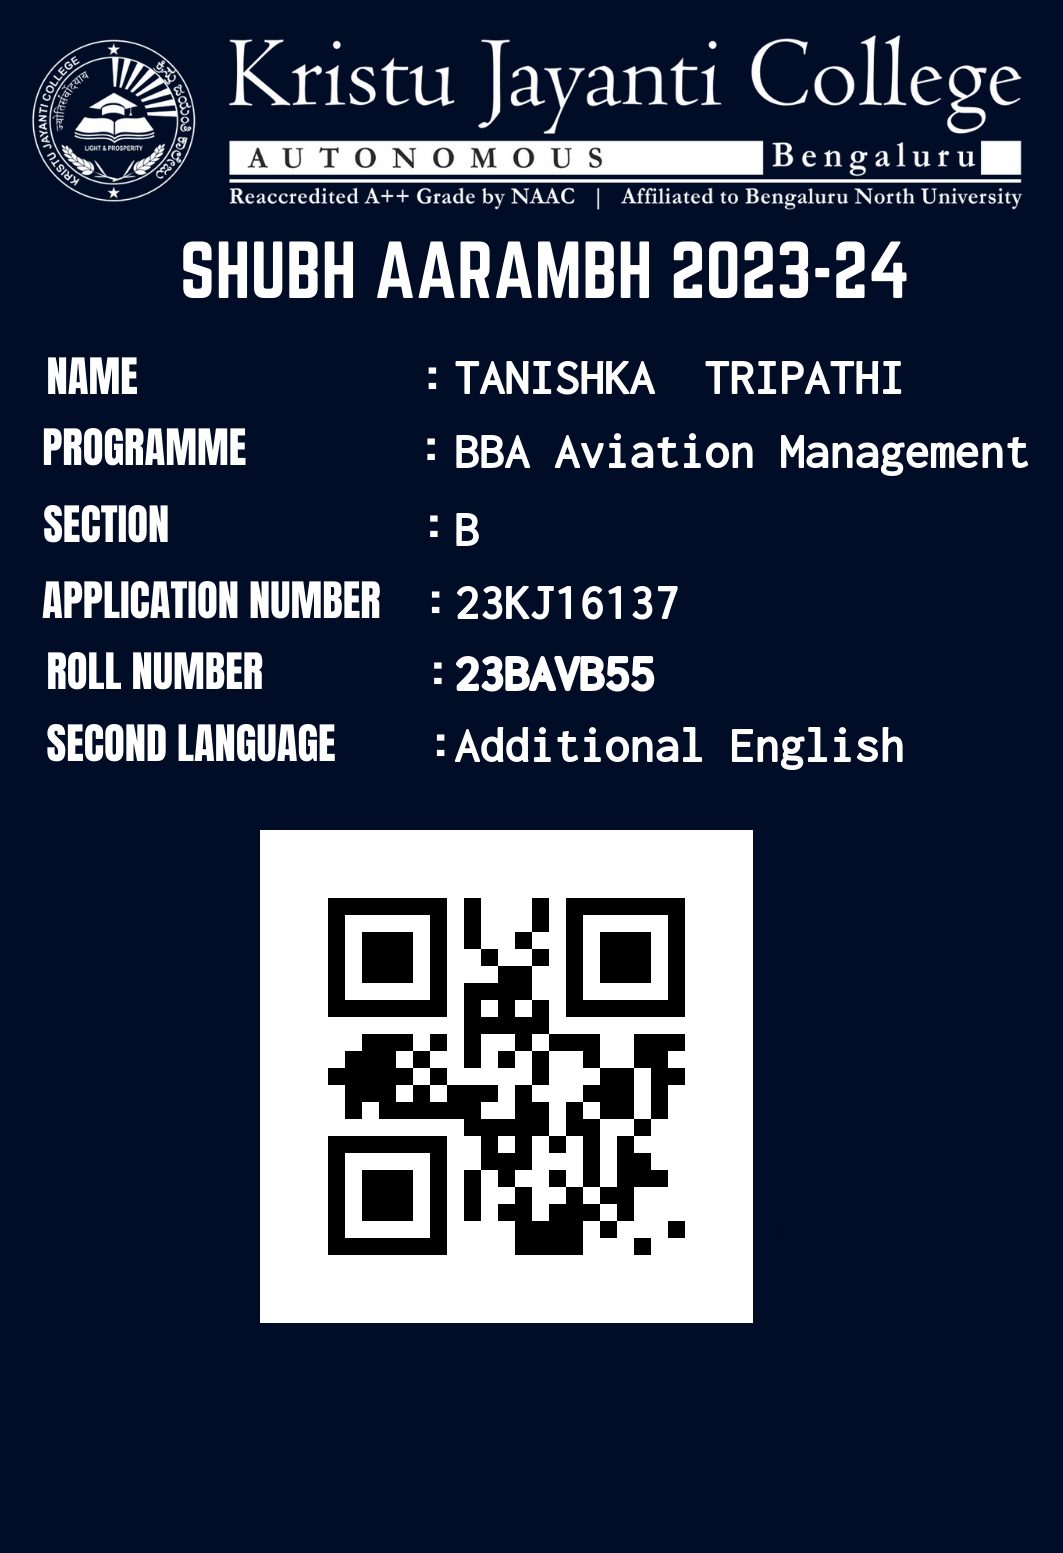 Kristu Jayanti College
AUTONOMOUS Bengaluru
Reaccredited A++ Grade by NAAC | Affiliated to Bengaluru North University
KRISTU JAYANTI COLLEGE
LIGHT & PROSPERITY
SHUBH AARAMBH 2023-24
NAME : TANISHKA TRIPATHI
PROGRAMME : BBA Aviation Management
SECTION : B
APPLICATION NUMBER : 23KJ16137
ROLL NUMBER : 23BAVB55
SECOND LANGUAGE : Additional English